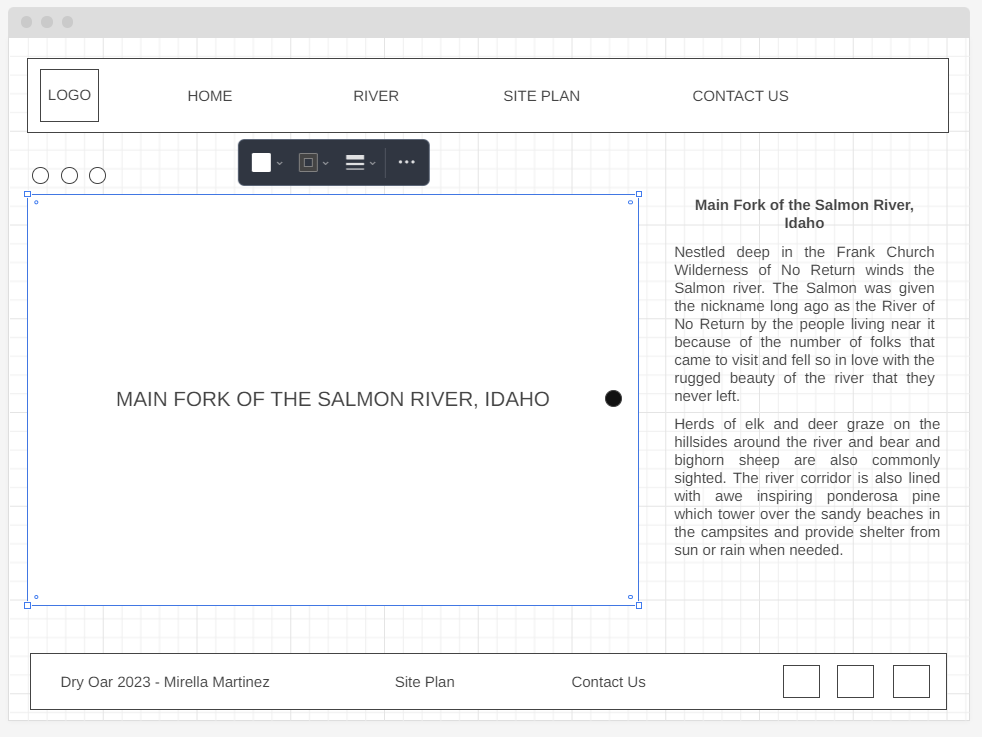 LOGO
HOME
RIVER
SITE PLAN
CONTACT US
MAIN FORK OF THE SALMON RIVER, IDAHO
Main Fork of the Salmon River,
Idaho
Nestled deep in the Frank Church
Wilderness of No Return winds the
Salmon river. The Salmon was given
the nickname long ago as the River of
No Return by the people living near it
because of the number of folks that
came to visit and fell so in love with the
rugged beauty of the river that they
never left.
Herds of elk and deer graze on the
hillsides around the river and bear and
bighorn sheep are also commonly
sighted. The river corridor is also lined
with awe inspiring ponderosa pine
which tower over the sandy beaches in
the campsites and provide shelter from
sun or rain when needed.
Dry Oar 2023 - Mirella Martinez
Site Plan
Contact Us